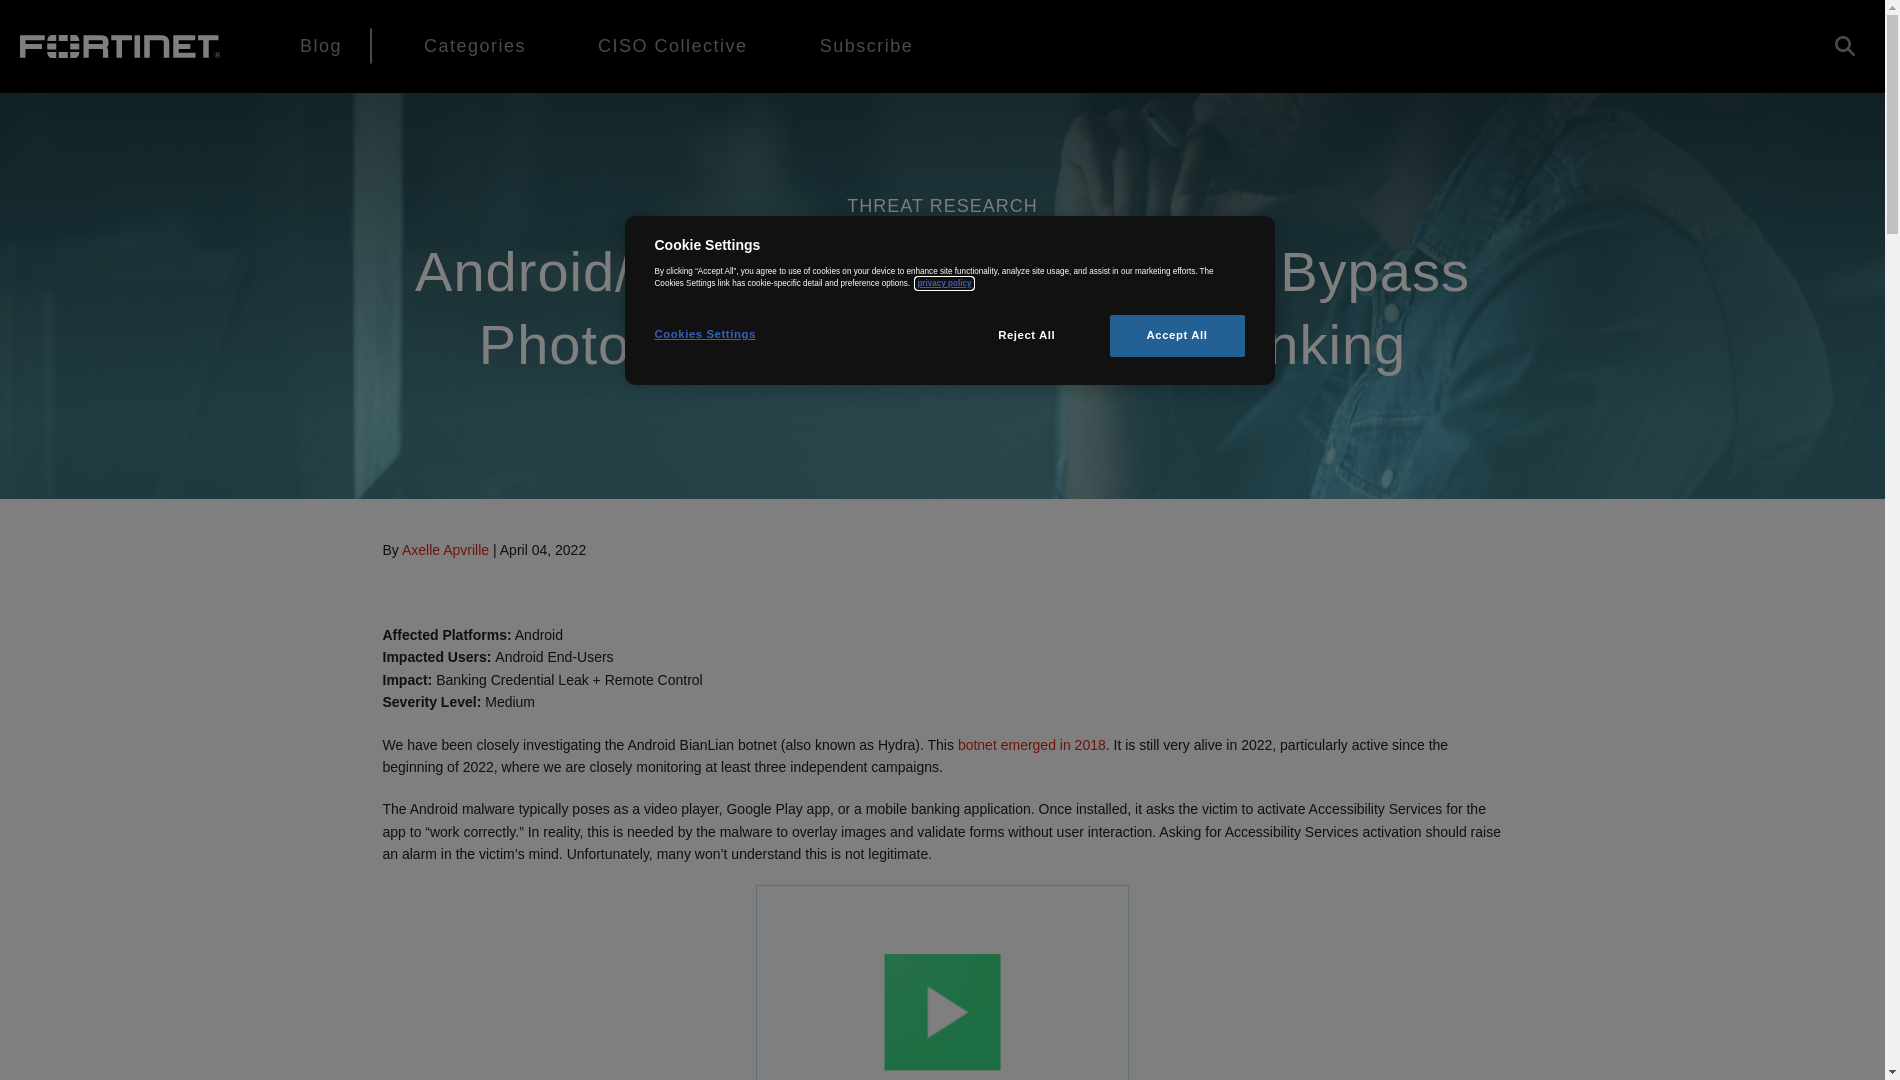 FORTINET
Blog
Categories
CISO Collective
Subscribe
THREAT RESEARCH
Android/
Bypass
Photo
nking
Cookie Settings
By clicking “Accept All”, you agree to use of cookies on your device to enhance site functionality, analyze site usage, and assist in our marketing efforts. The
Cookies Settings link has cookie-specific detail and preference options. privacy policy
Cookies Settings
Reject All
Accept All
By Axelle Apvrille | April 04, 2022
Affected Platforms: Android
Impacted Users: Android End-Users
Impact: Banking Credential Leak + Remote Control
Severity Level: Medium
We have been closely investigating the Android BianLian botnet (also known as Hydra). This botnet emerged in 2018. It is still very alive in 2022, particularly active since the
beginning of 2022, where we are closely monitoring at least three independent campaigns.
The Android malware typically poses as a video player, Google Play app, or a mobile banking application. Once installed, it asks the victim to activate Accessibility Services for the
app to “work correctly.” In reality, this is needed by the malware to overlay images and validate forms without user interaction. Asking for Accessibility Services activation should raise
an alarm in the victim’s mind. Unfortunately, many won’t understand this is not legitimate.